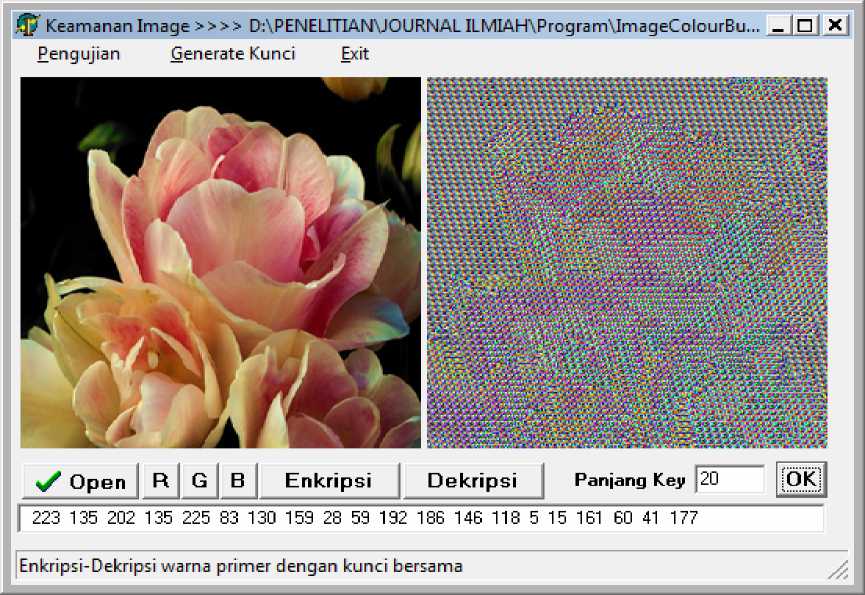 Keamanan Image >>>> D:\PENELITIAN\JOURNAL ILMIAH\Program\ImageColourBu...
Pengujian Generate Kunci Exit
Open R G B Enkripsi Dekripsi Panjang Key 20 OK
223 135 202 135 225 83 130 159 28 59 192 186 146 118 5 15 161 60 41 177
Enkripsi-Dekripsi warna primer dengan kunci bersama